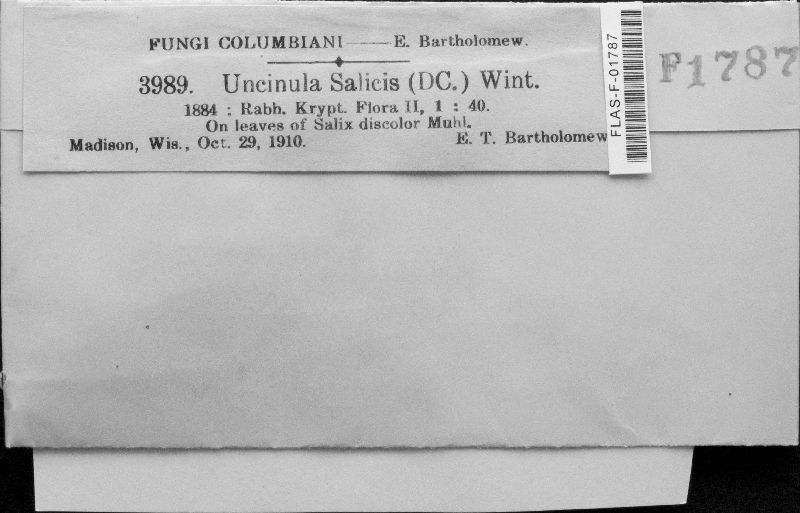 FUNGI COLUMBIANI——E. Bartholomew.
3989. Uncinula Salicis (DC.) Wint.
1884 : Rabh. Krypt. Flora II, 1 : 40.
On leaves of Salix discolor Muhl.
Madison, Wis., Oct. 29, 1910. E. T. Bartholomew
FLAS-F-01787
F1787